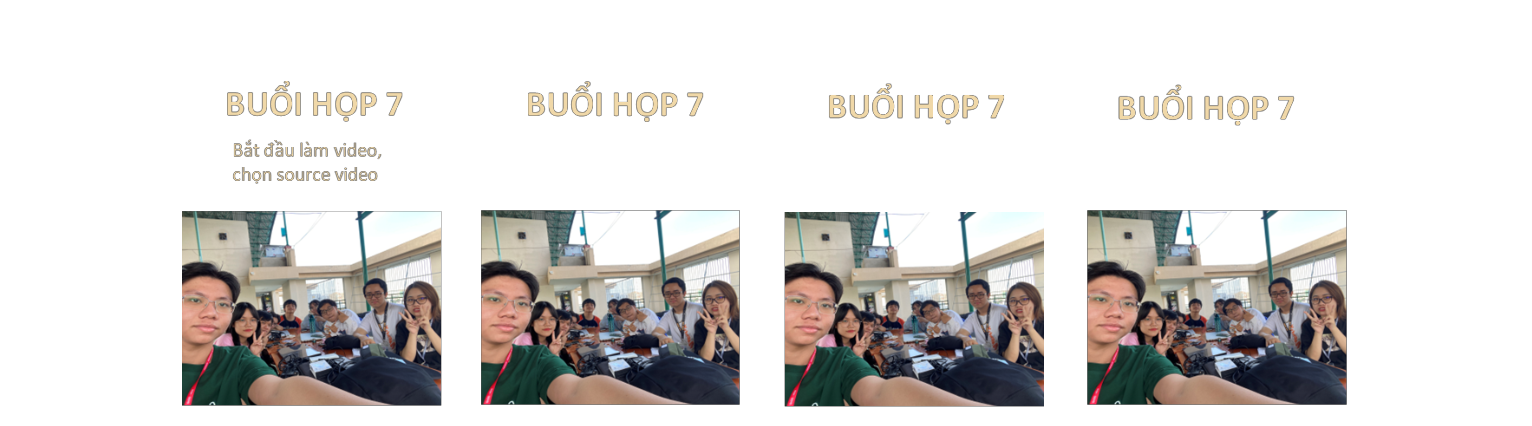 BUỔI HỌP 7
Bắt đầu làm video,
chọn source video
BUỔI HỌP 7
BUỔI HỌP 7
BUỔI HỌP 7